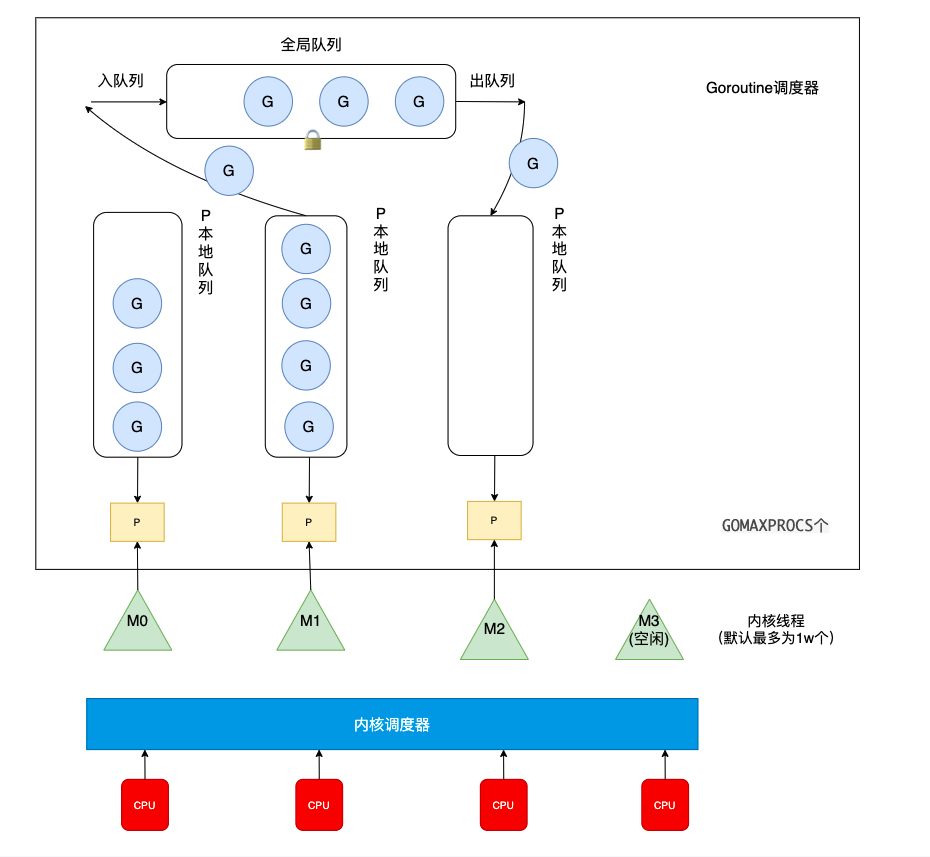 全局队列
入队列
G
G
G
出队列
Goroutine调度器
G
G
P
本
地
队
列
P
本
地
队
列
P
本
地
队
列
G
G
G
G
G
G
G
P
P
P
GOMAXPROCS个
M0
M1
M2
M3
(空闲)
内核线程
(默认最多为1w个)
内核调度器
CPU
CPU
CPU
CPU